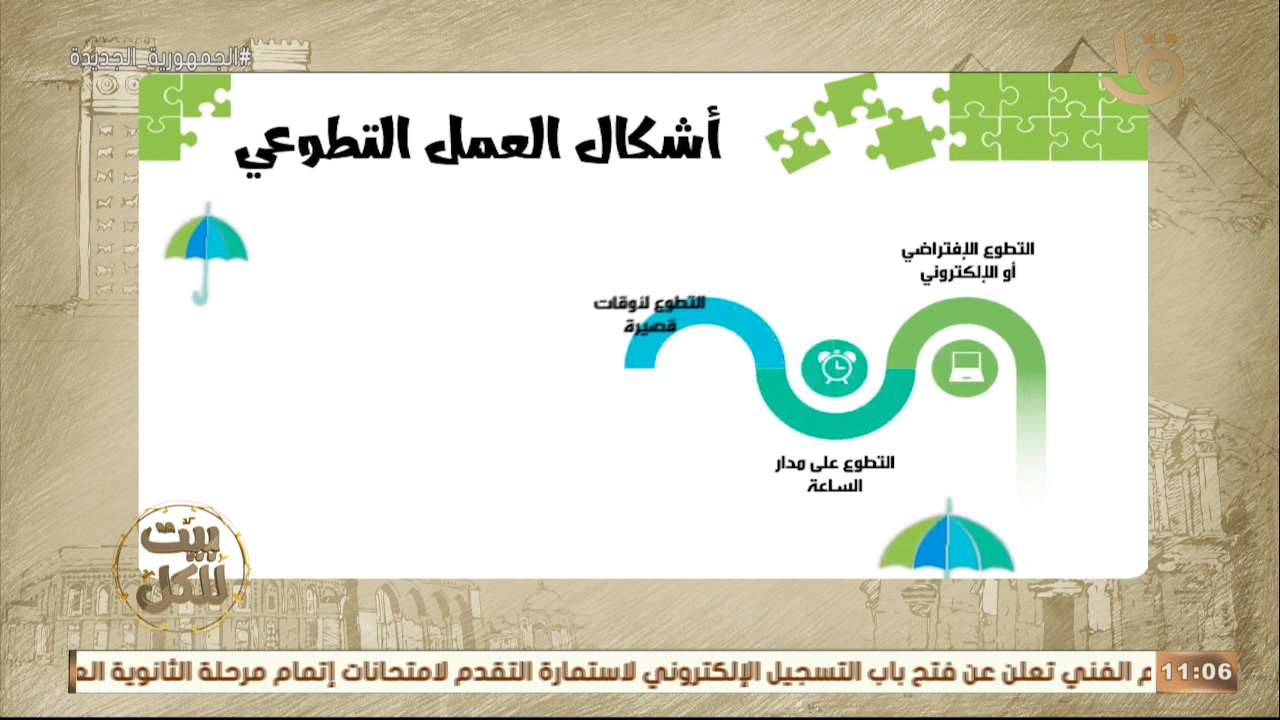 #الجمهورية_الجديدة
أشكال العمل التطوعي
التطوع الإفتراضي
أو الإلكتروني
التطوع لأوقات
قصيرة
التطوع على مدار
الساعة
بيت
للكل
11:06
م الفني تعلن عن فتح باب التسجيل الإلكتروني لاستمارة التقدم لامتحانات إتمام مرحلة الثانوية الع